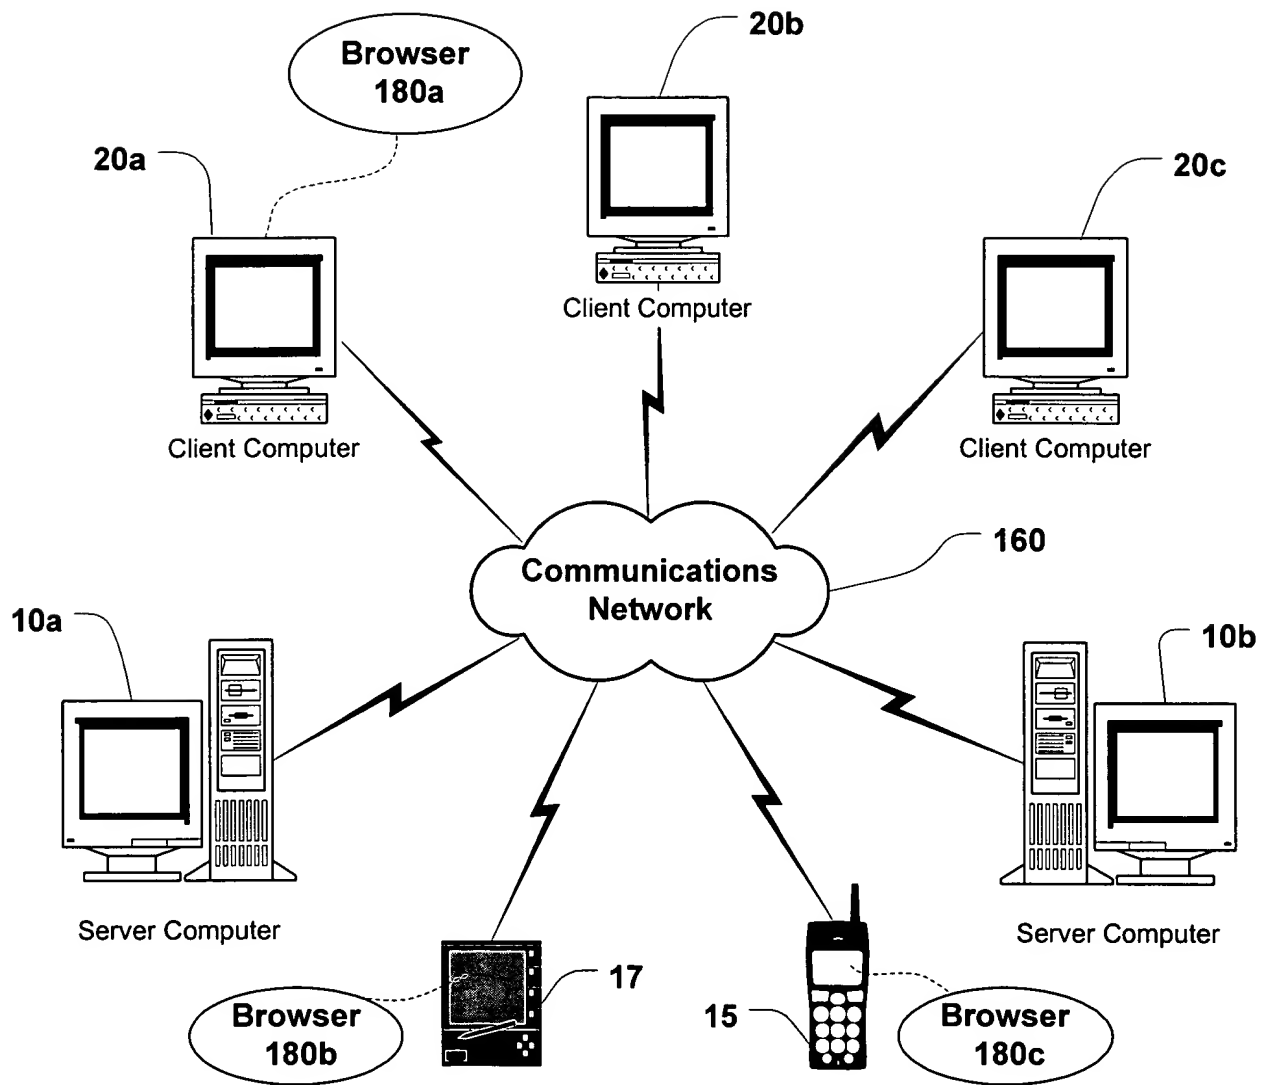 20b
Browser
180a
20a
20c
Client Computer
Client Computer
Client Computer
160
Communications
Network
10a
10b
Server Computer
Server Computer
17
15
Browser
180b
Browser
180c